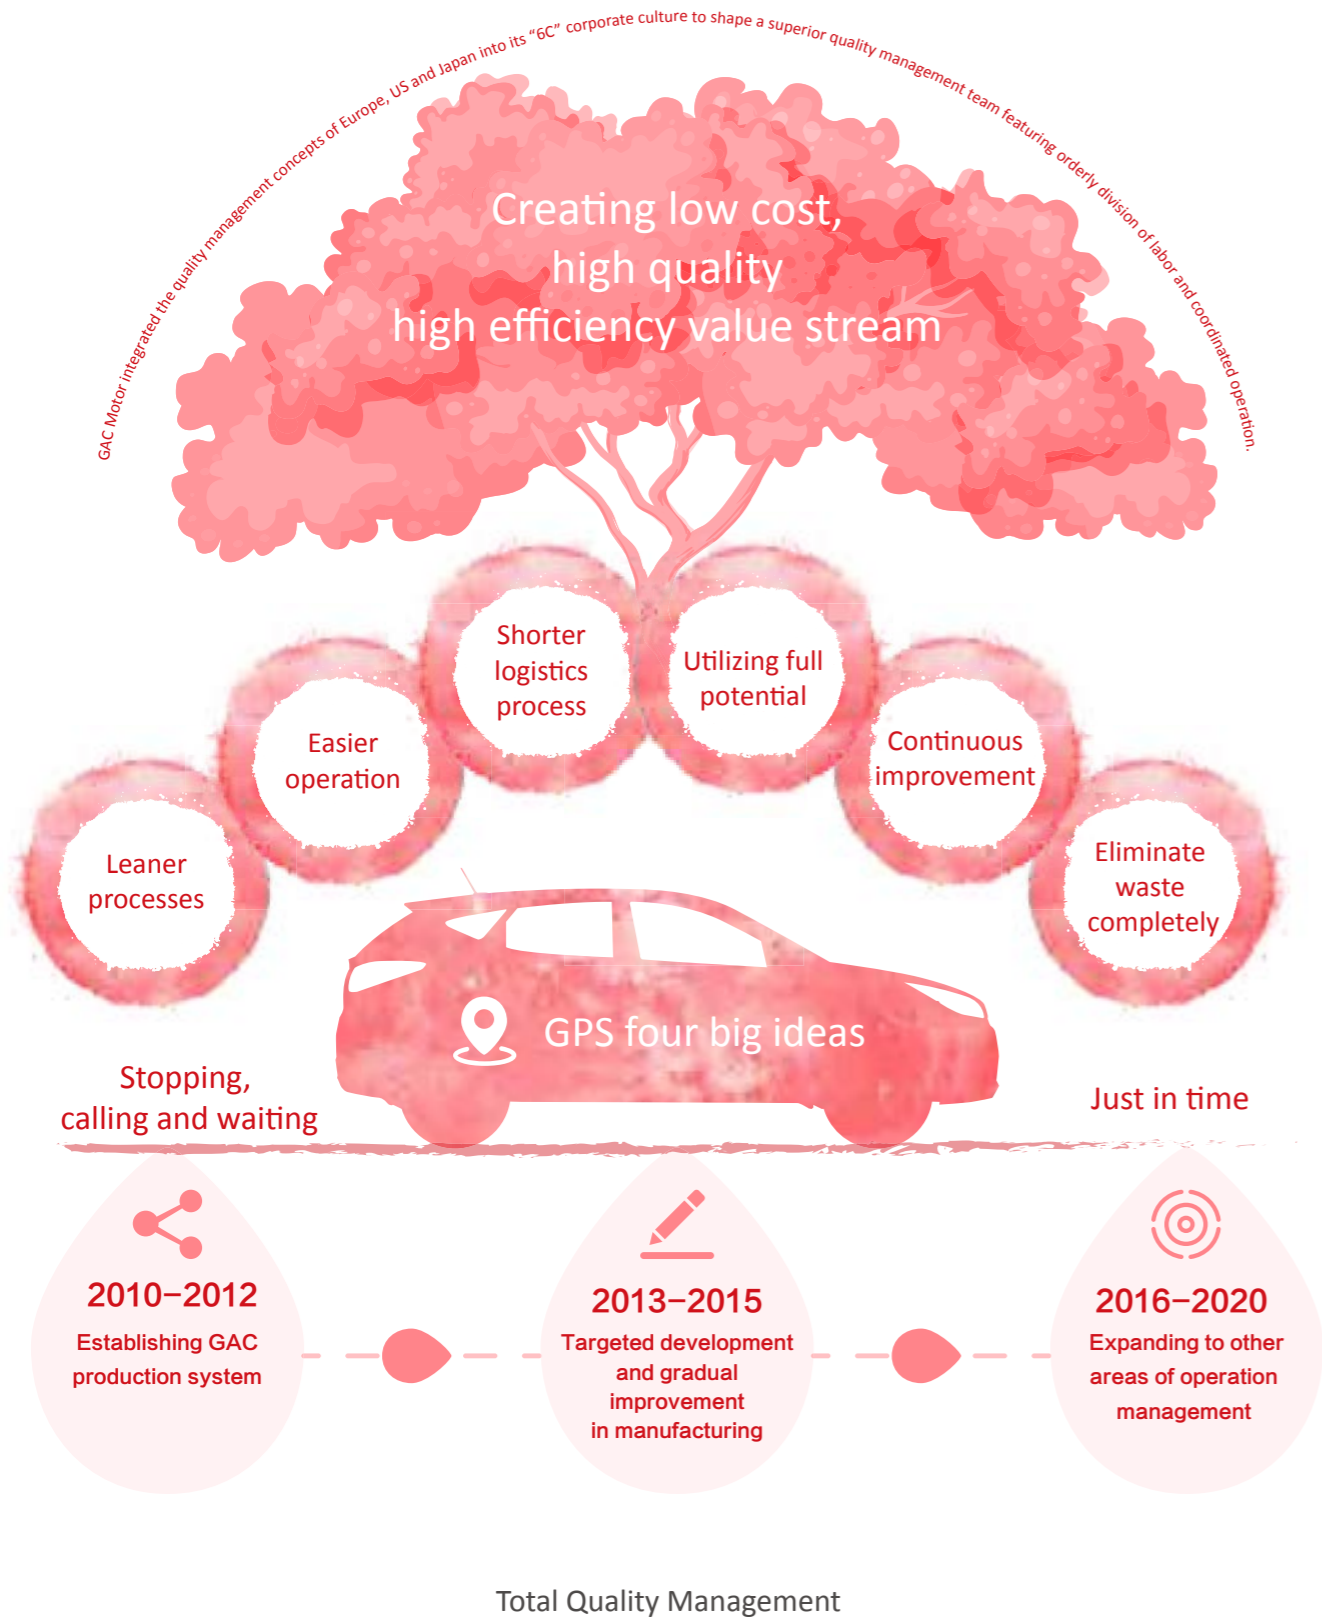 GAC Motor integrated the quality management concepts of Europe, US and Japan into its “6C” corporate culture to shape a superior quality management team featuring orderly division of labor and coordinated operation.
Creating low cost,
high quality
high efficiency value stream
Shorter
logistics
process
Utilizing full
potential
Easier
operation
Continuous
improvement
Leaner
processes
Eliminate
waste
completely
GPS four big ideas
Stopping,
calling and waiting
Just in time
2010–2012
Establishing GAC
production system
2013–2015
Targeted development
and gradual
improvement
in manufacturing
2016–2020
Expanding to other
areas of operation
management
Total Quality Management